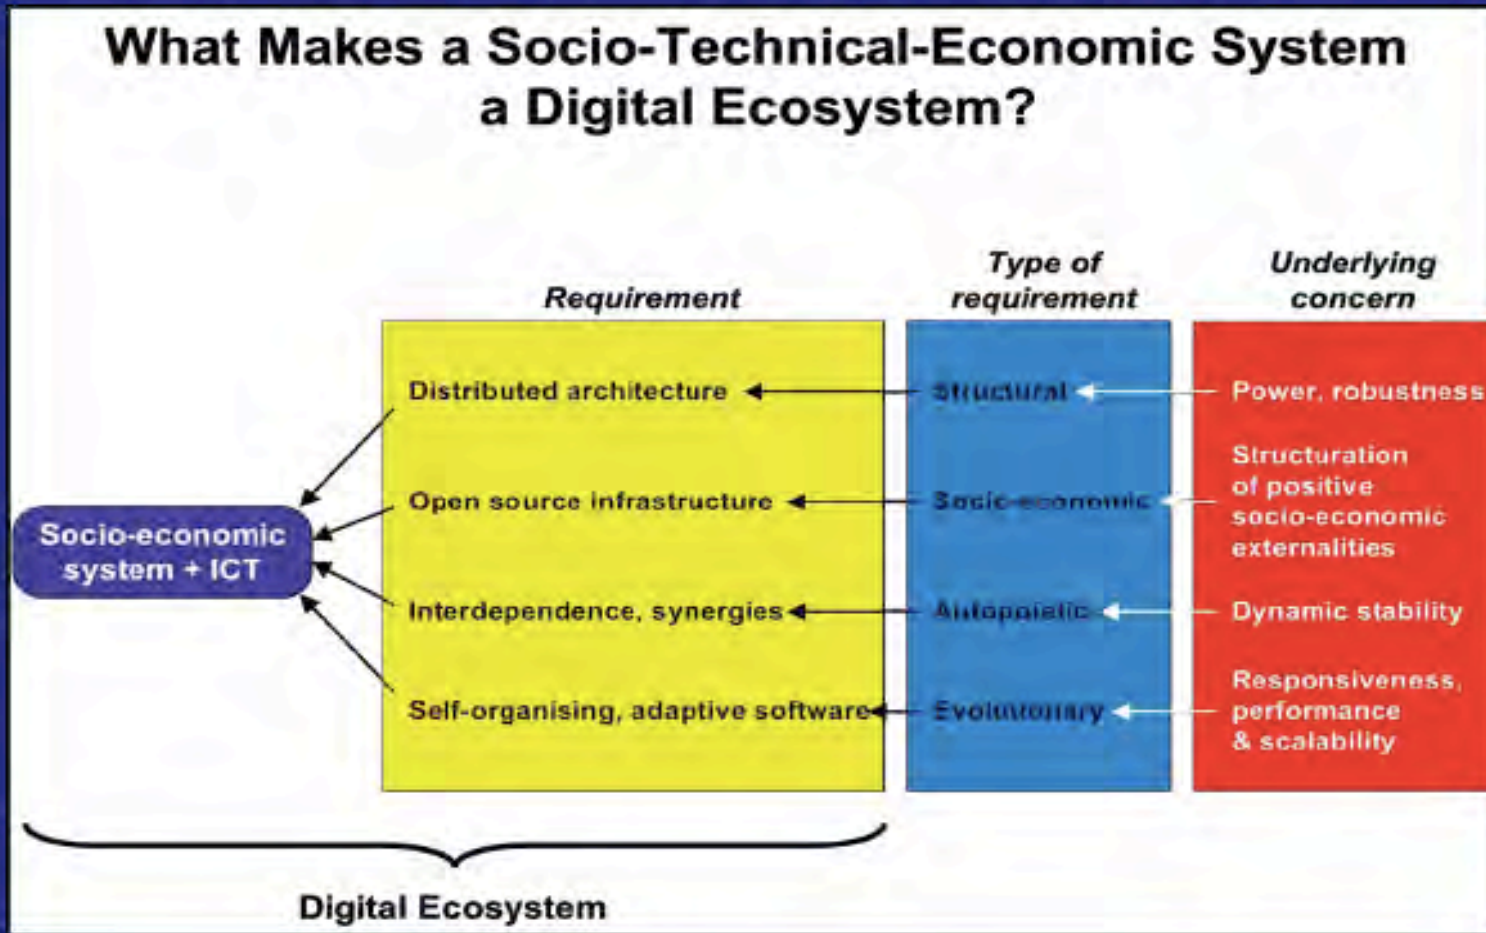 What Makes a Socio-Technical-Economic System
a Digital Ecosystem?
Requirement
Type of
requirement
Underlying
concern
Distributed architecture
Structural
Power, robustness
Open source infrastructure
Socio-economic
Structuration
of positive
socio-economic
externalities
Socio-economic
system + ICT
Interdependence, synergies
Autopoietic
Dynamic stability
Self-organising, adaptive software
Evolutionary
Responsiveness,
performance
& scalability
Digital Ecosystem